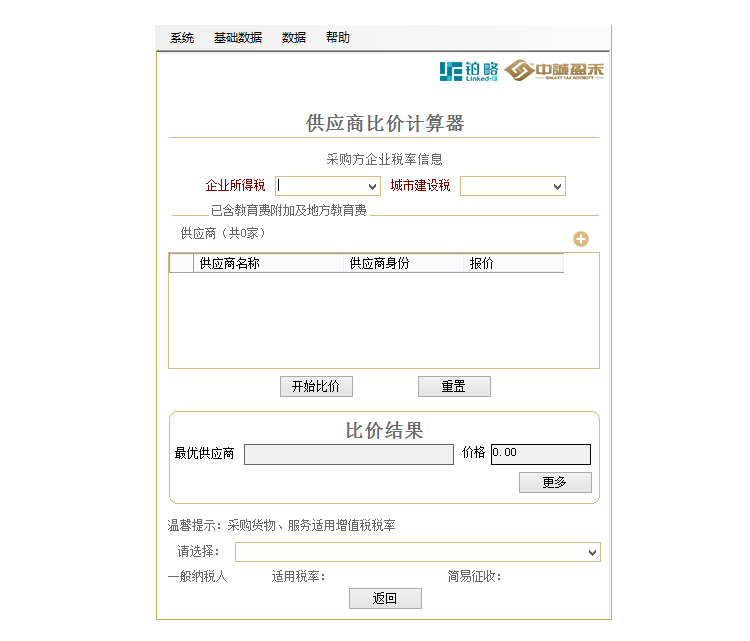 系统 基础数据 数据 帮助
铂略 中誠盈禾
Linked-F GALAXY TAX ADVISORY
供应商比价计算器
采购方企业税率信息
企业所得税 城市建设税
已含教育费附加及地方教育费
供应商（共0家）
供应商名称 供应商身份 报价
开始比价 重置
比价结果
最优供应商 价格 0.00
更多
温馨提示：采购货物、服务适用增值税税率
请选择：
一般纳税人 适用税率： 简易征收：
返回